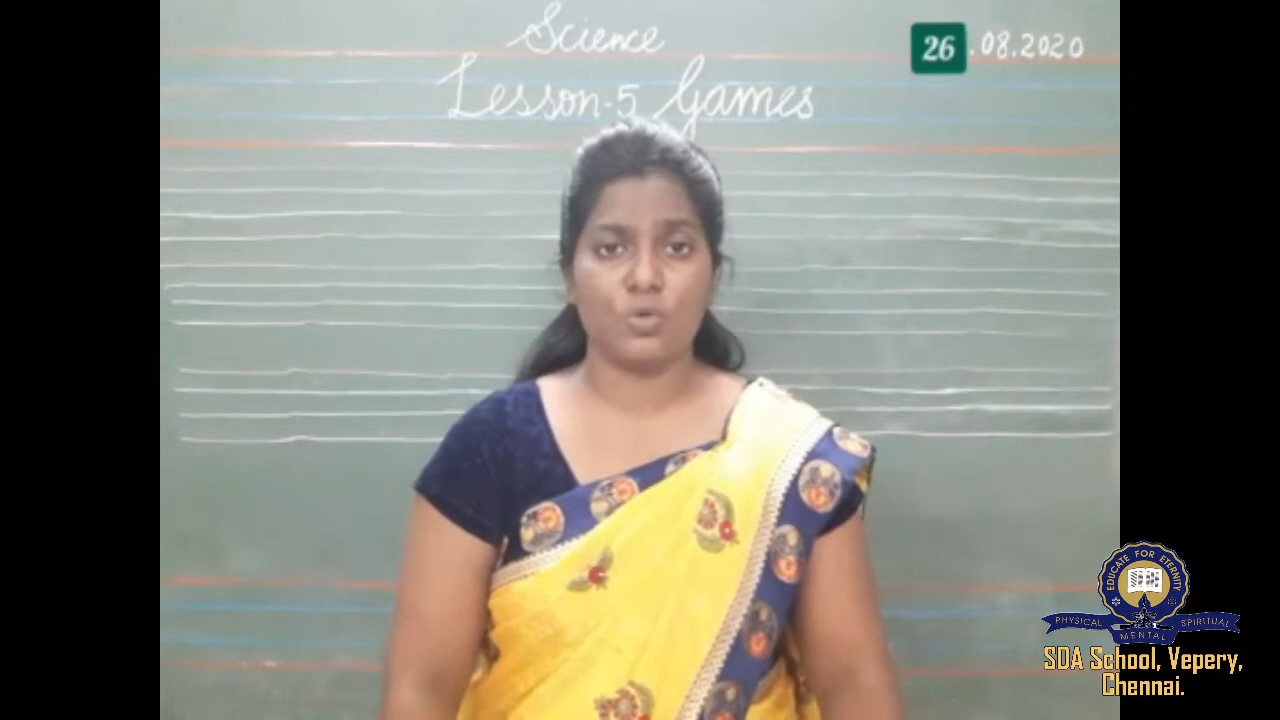 Science
26.08.2020
Lesson-5 Games
EDUCATE FOR ETERNITY
PHYSICAL
MENTAL
SPIRITUAL
SDA School, Vepery,
Chennai.